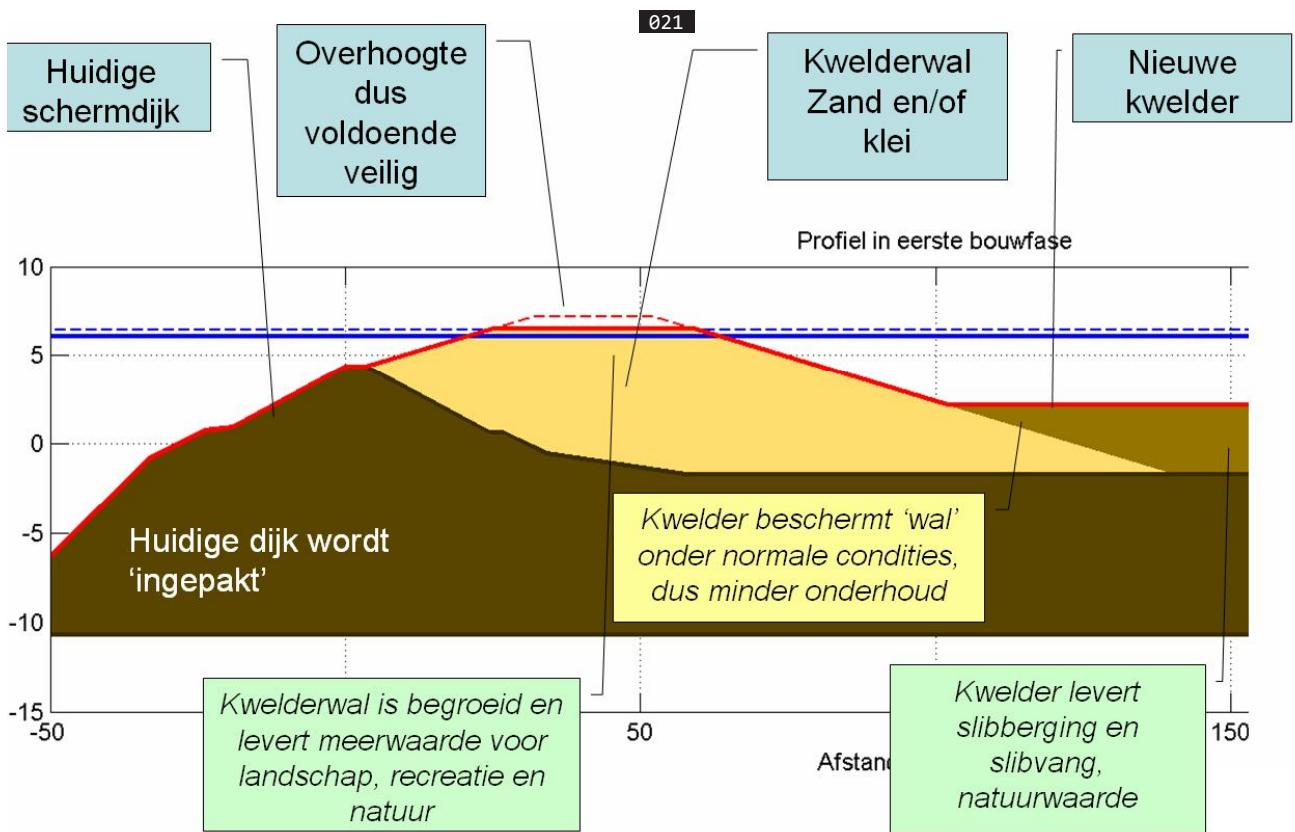 021
Huidige
schermdijk
Overhoogte
dus
voldoende
veilig
Kwelderwal
Zand en/of
klei
Nieuwe
kwelder
Profiel in eerste bouwfase
10
5
0
-5
-10
-15
-50
50
150
Huidige dijk wordt
‘ingepakt’
Kwelder beschermt ‘wal’
onder normale condities,
dus minder onderhoud
Kwelderwal is begroeid en
levert meerwaarde voor
landschap, recreatie en
natuur
Kwelder levert
slibberging en
slibvang,
natuurwaarde